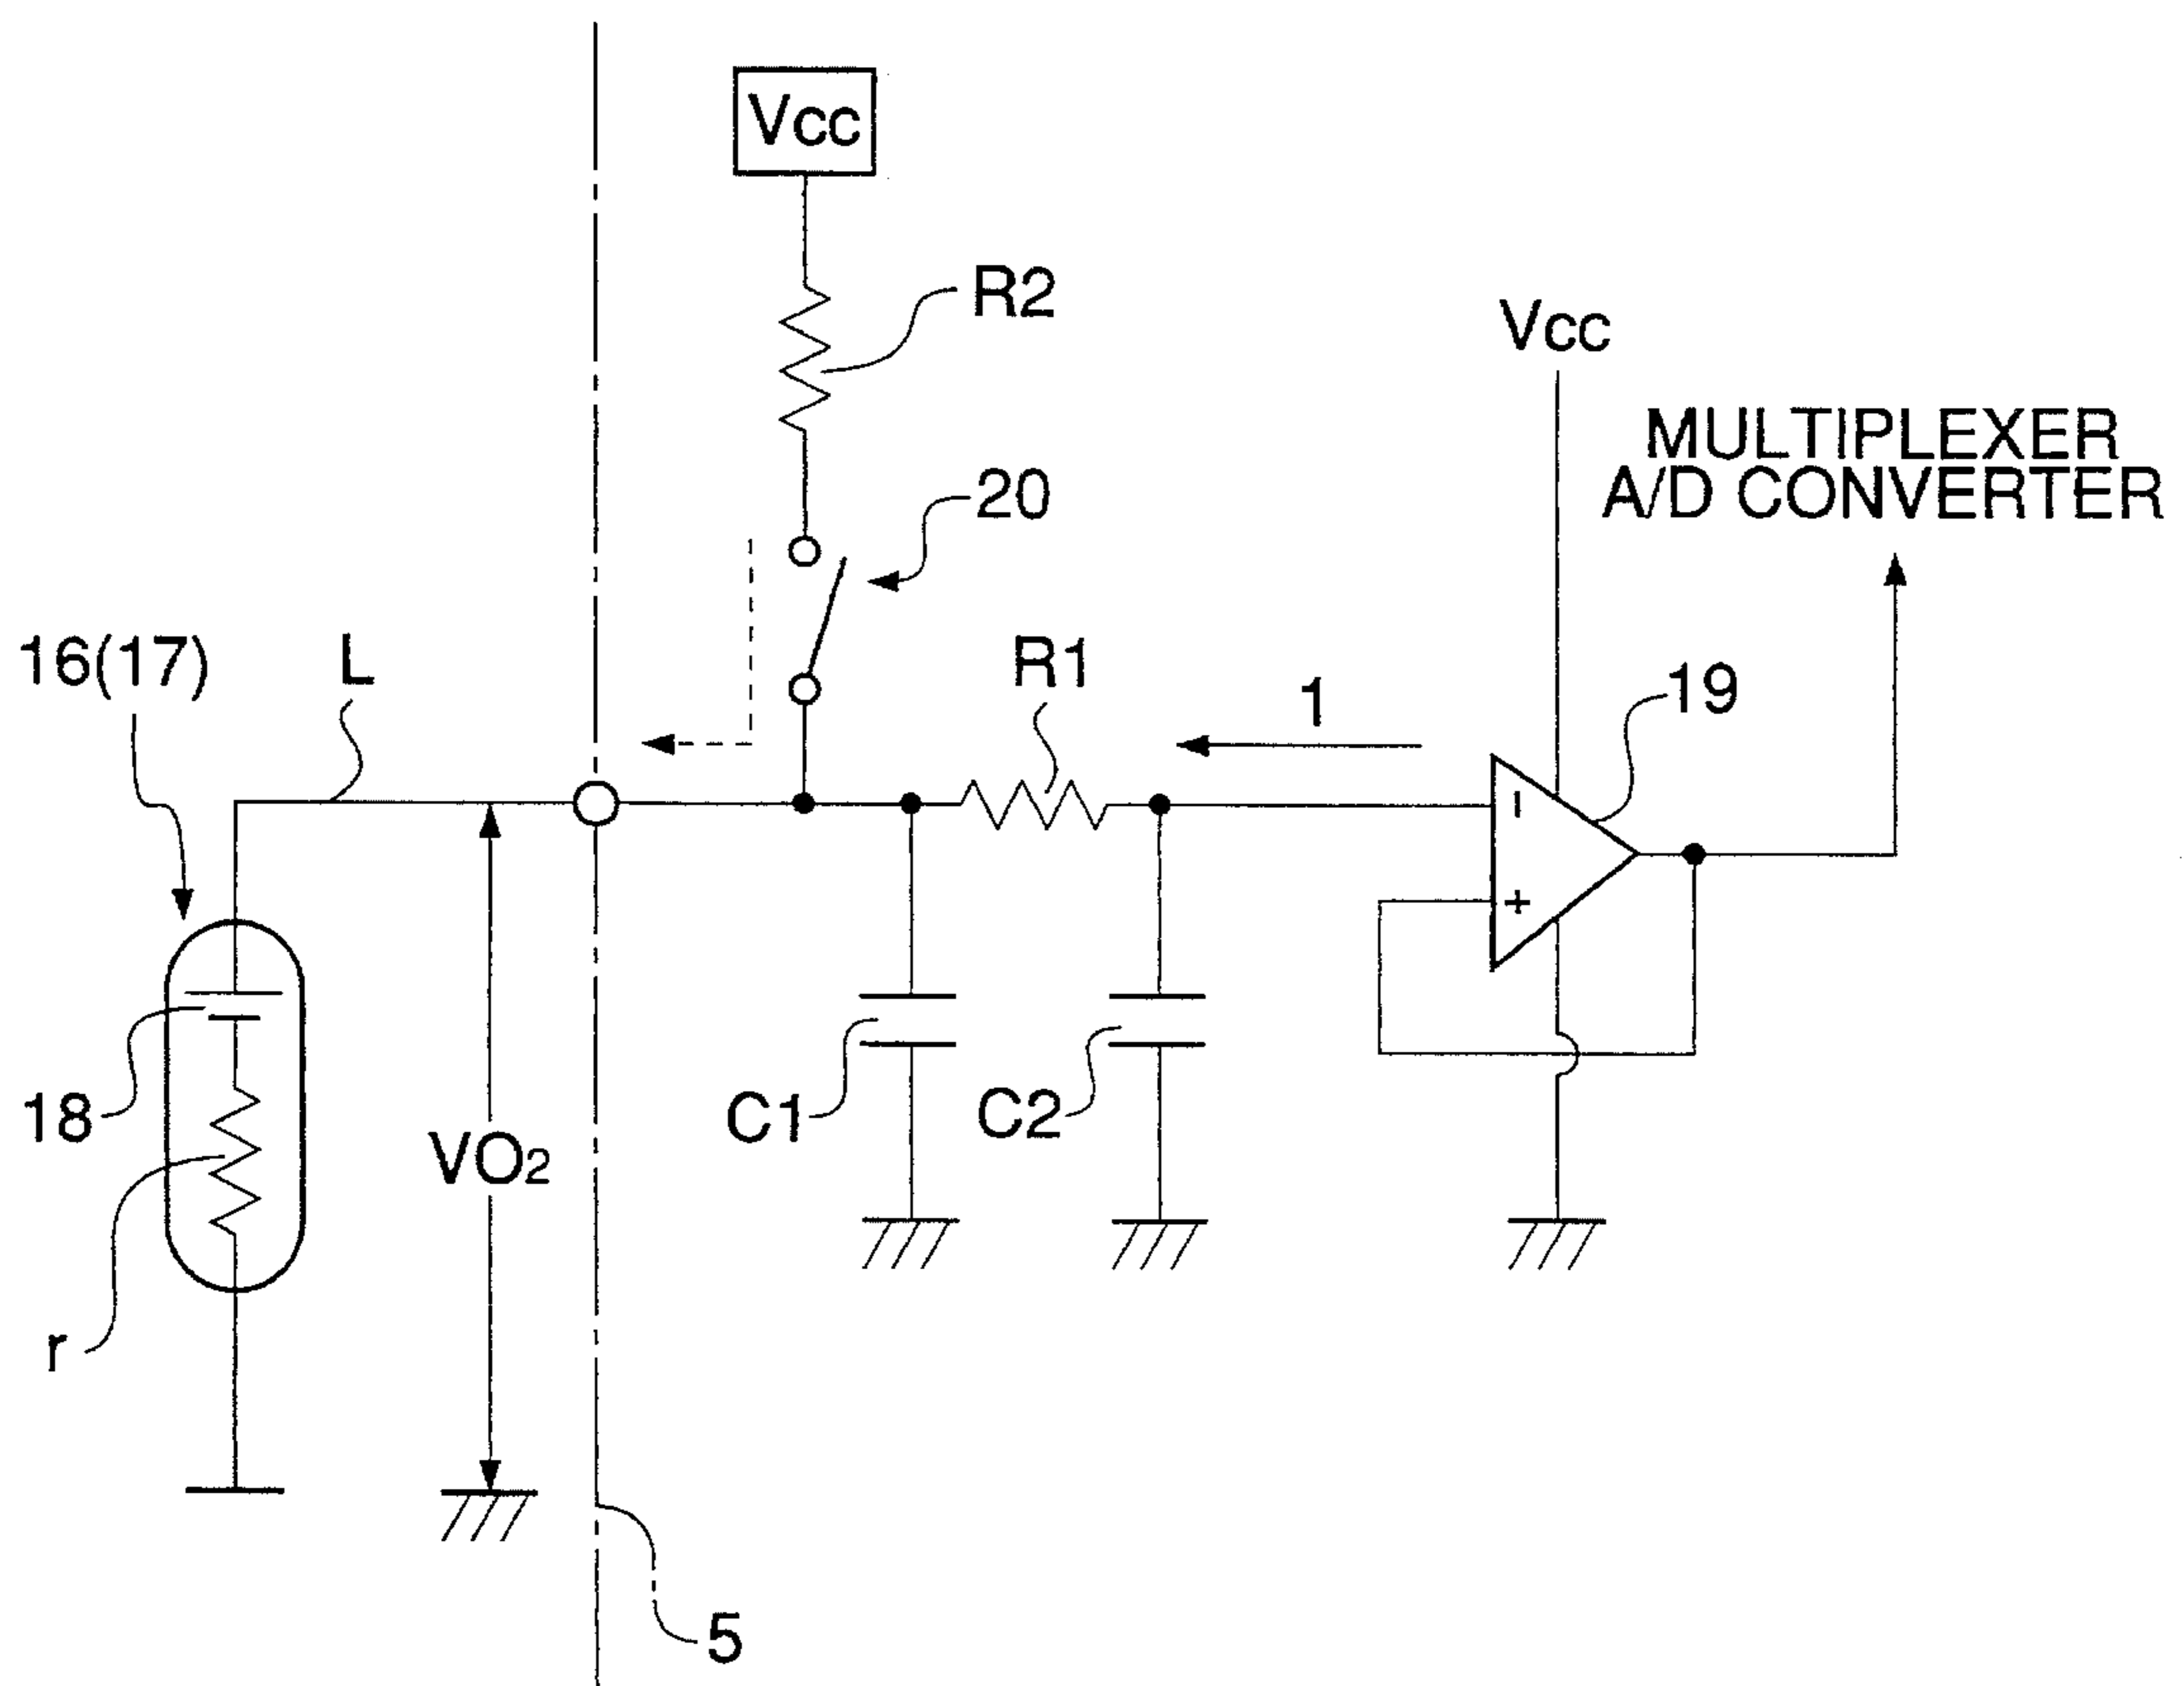 Vcc
R2
Vcc
MULTIPLEXER
A/D CONVERTER
20
16(17)
L
R1
1
19
-
+
18
C1
C2
VO₂
r
5